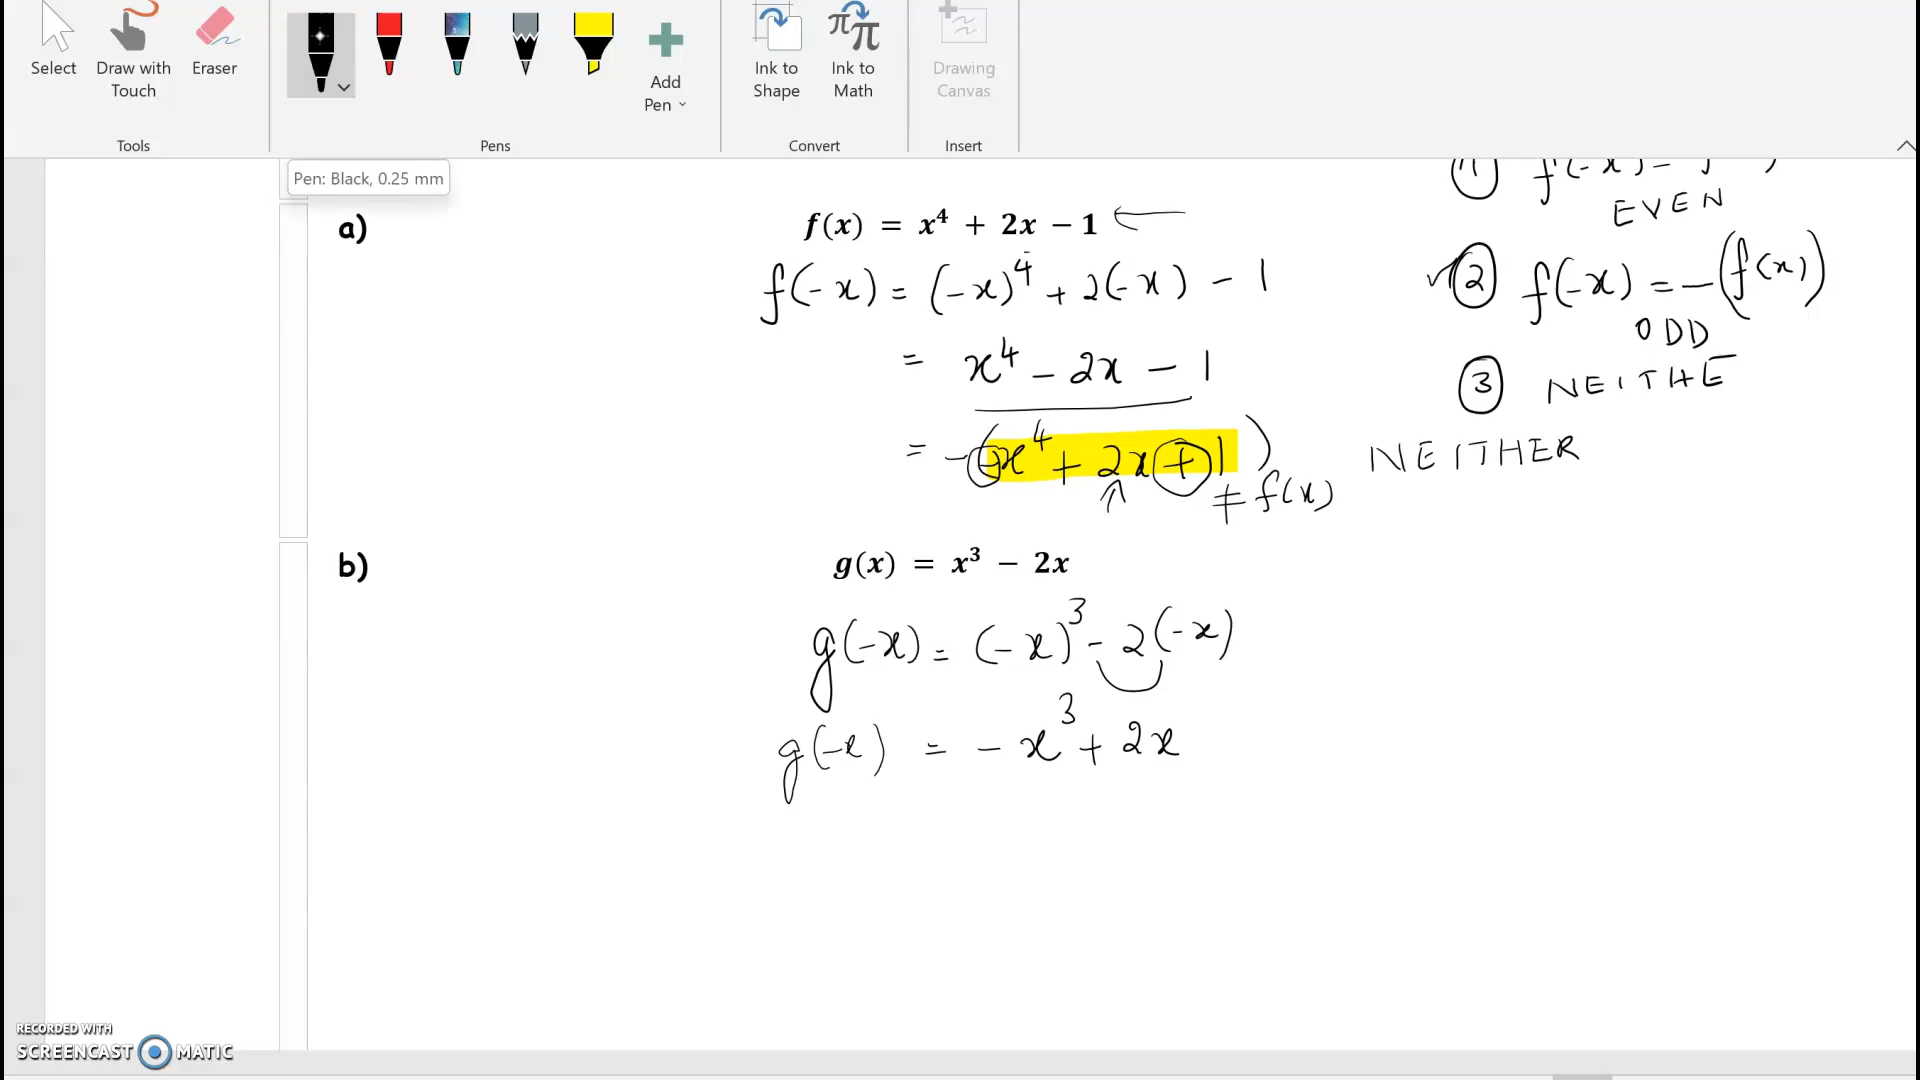 Select
Draw with Touch
Eraser
Add Pen
Ink to Shape
Ink to Math
Drawing Canvas
Tools
Pens
Convert
Insert
Pen: Black, 0.25 mm
① f(-x) =
EVEN
② f(-x) = -(f(x))
ODD
③ NEITHE
a)
f(x) = x⁴ + 2x − 1
f(-x) = (-x)⁴ + 2(-x) - 1
= x⁴ - 2x - 1
= -(-x⁴ + 2x + 1)
≠ f(x)
NEITHER
b)
g(x) = x³ − 2x
g(-x) = (-x)³ - 2(-x)
g(-x) = - x³ + 2x
RECORDED WITH
SCREENCAST MATIC